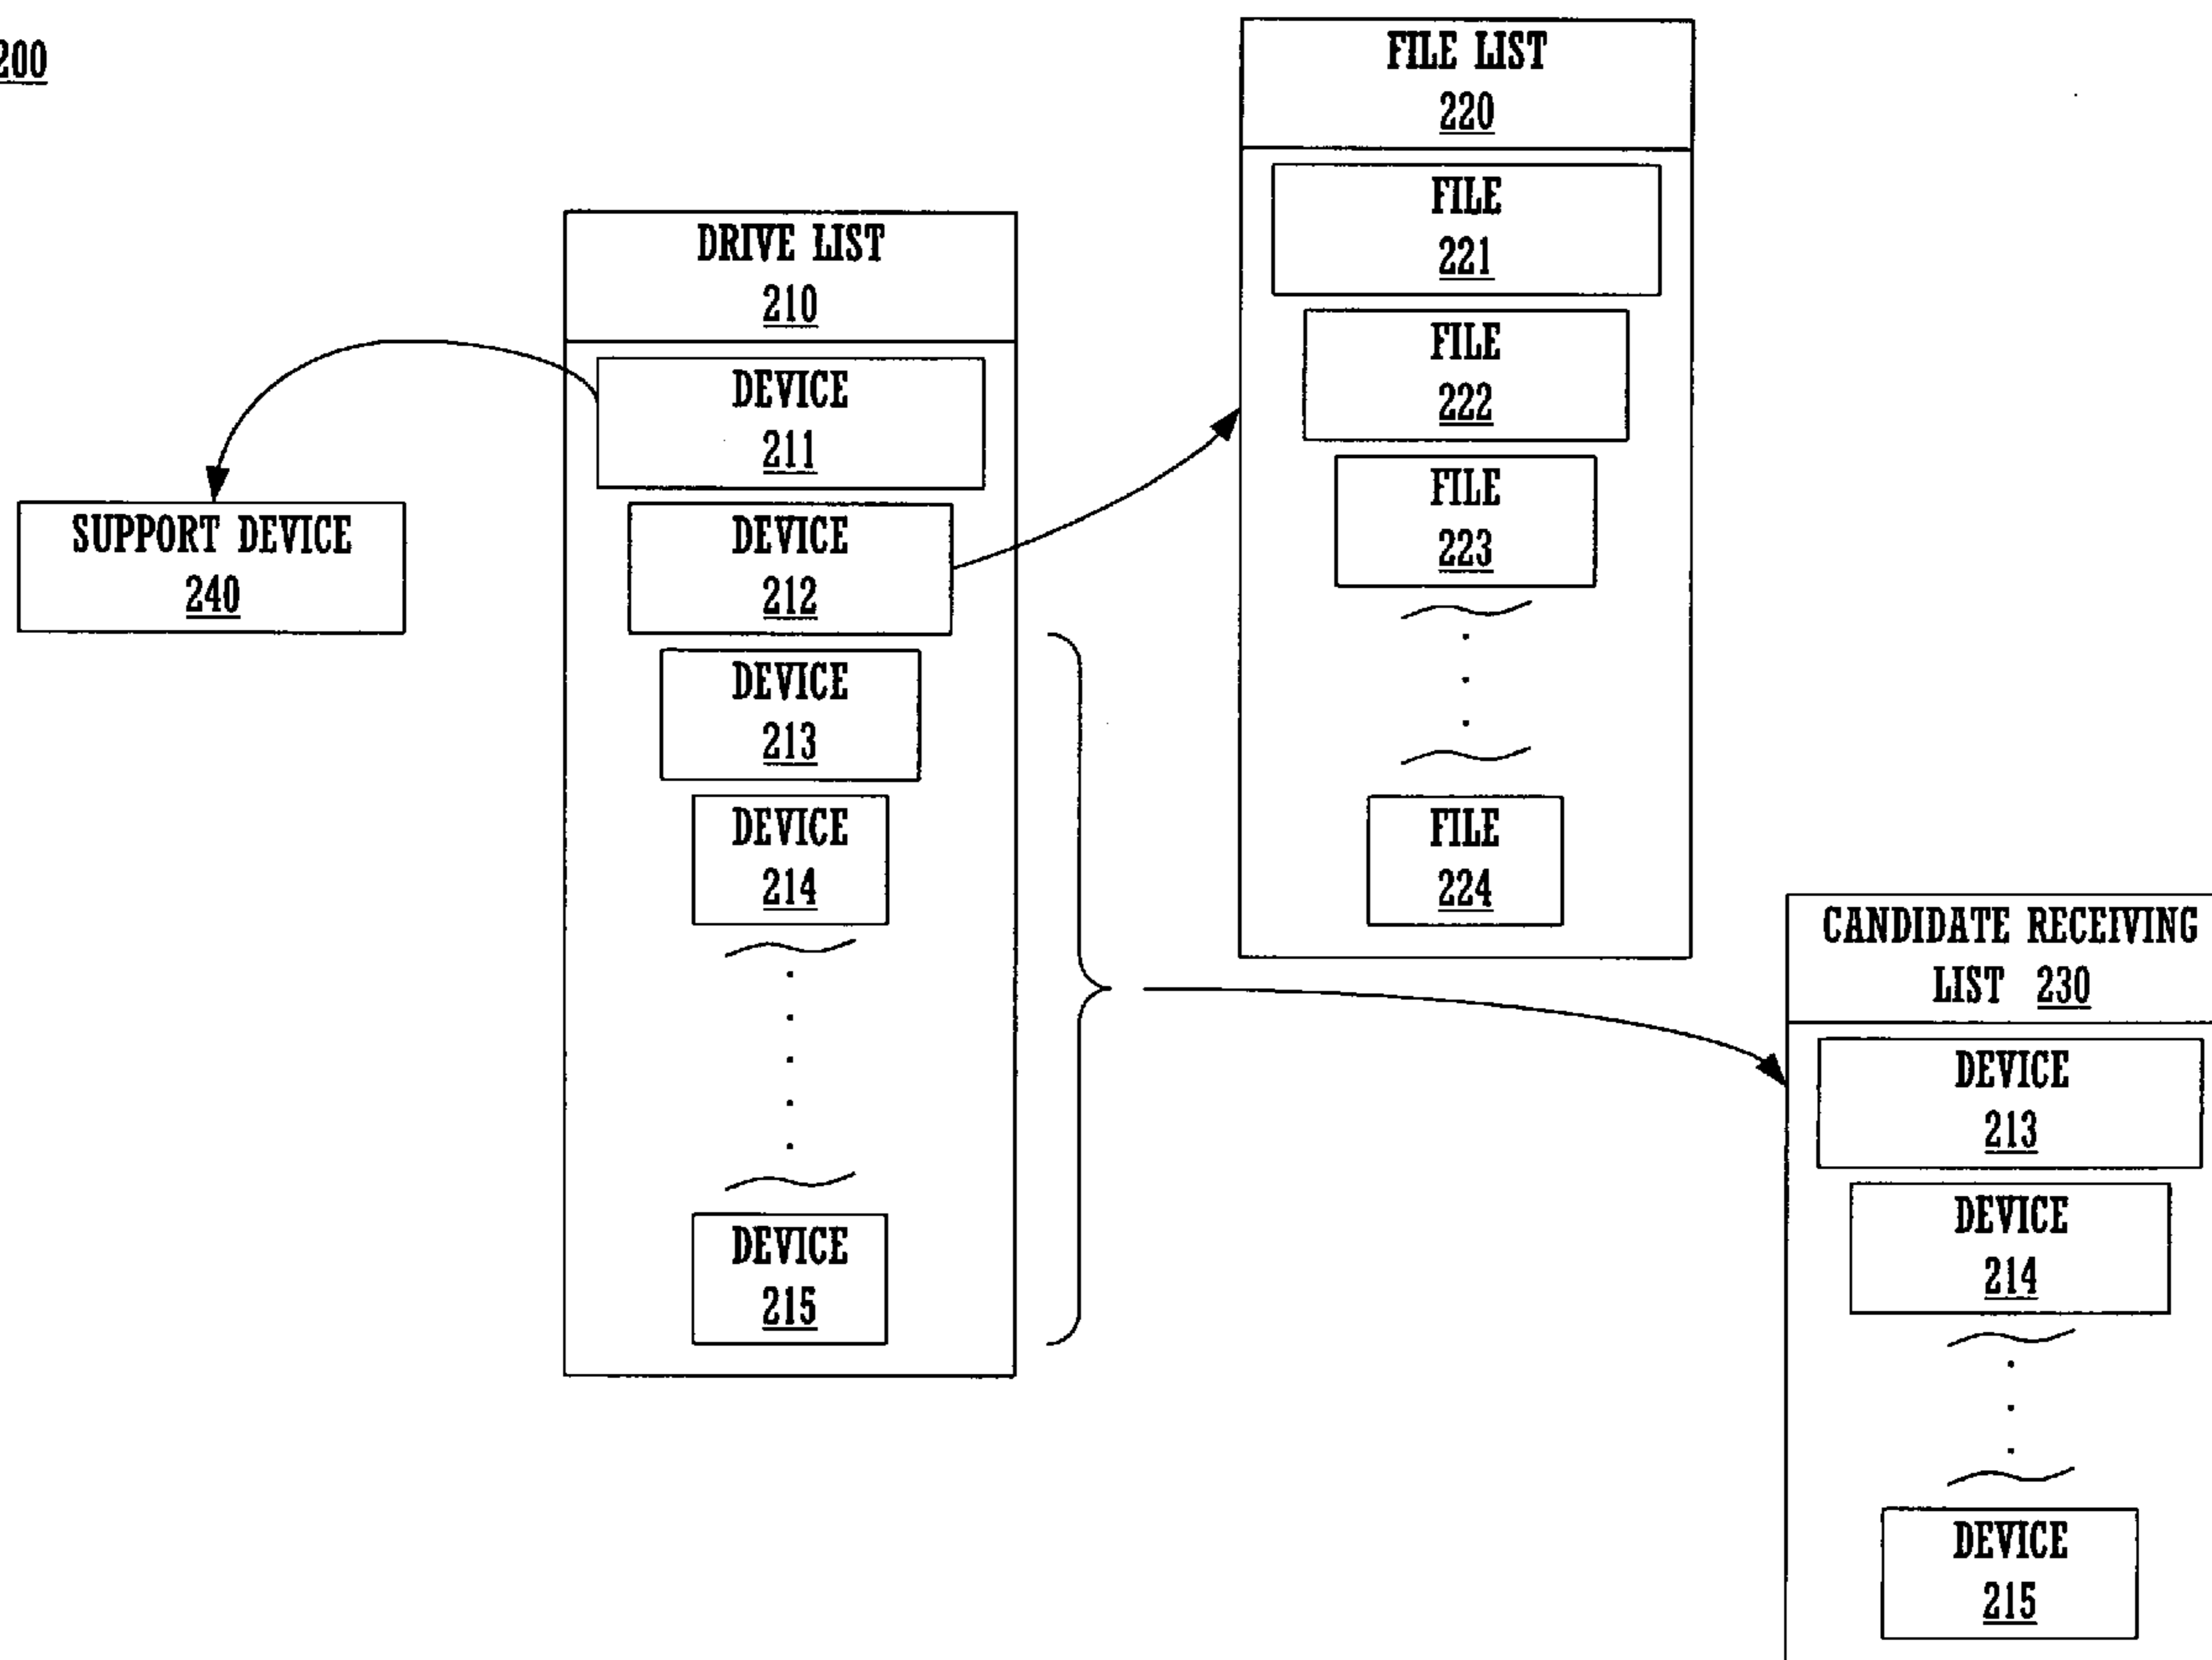 200
FILE LIST
220
FILE
221
FILE
222
FILE
223
FILE
224
DRIVE LIST
210
DEVICE
211
DEVICE
212
DEVICE
213
DEVICE
214
DEVICE
215
SUPPORT DEVICE
240
CANDIDATE RECEIVING
LIST 230
DEVICE
213
DEVICE
214
DEVICE
215